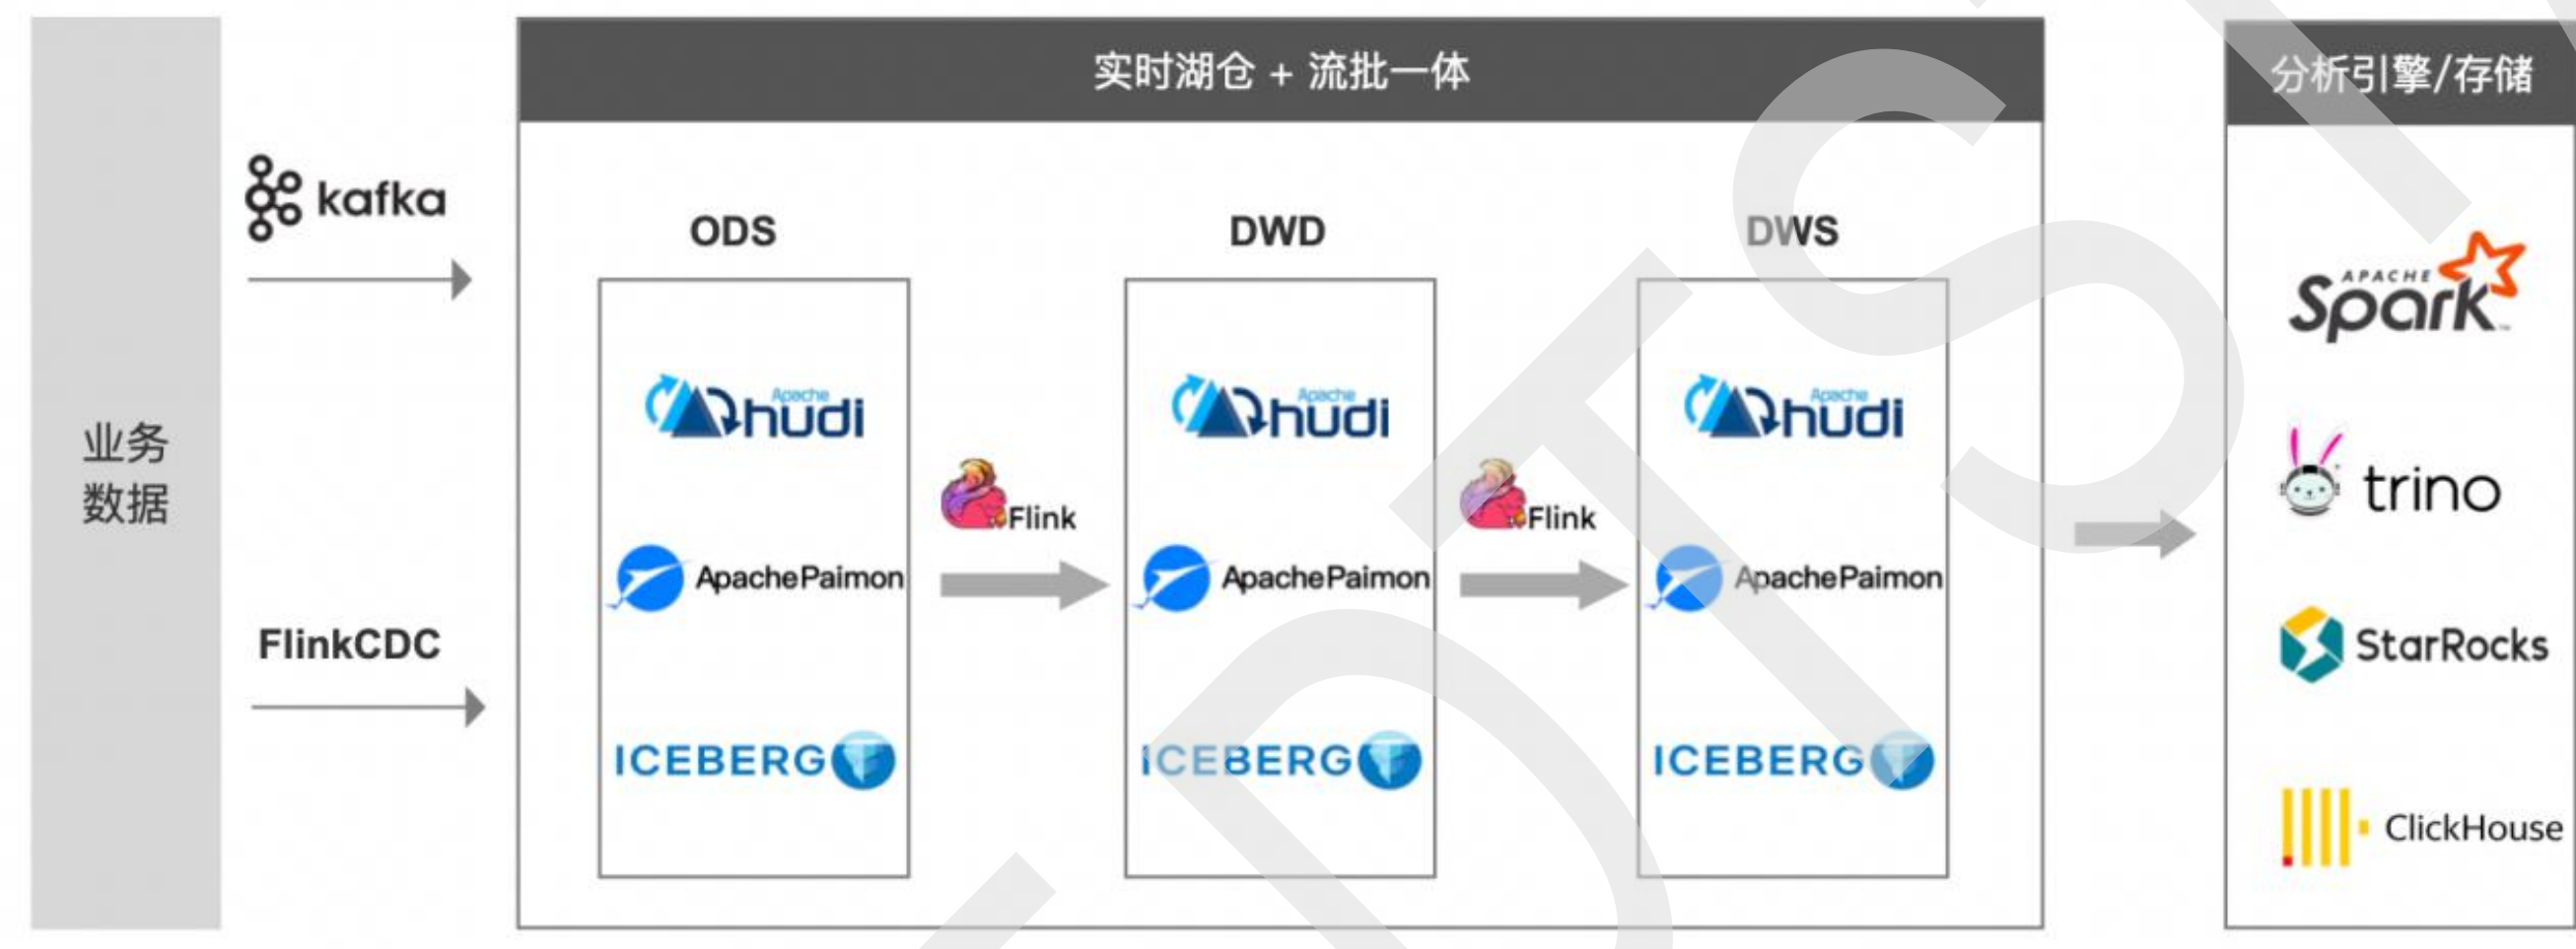 业务
数据
kafka
FlinkCDC
实时湖仓 + 流批一体
ODS
Apache
hudi
ApachePaimon
ICEBERG
Flink
DWD
Apache
hudi
ApachePaimon
ICEBERG
Flink
DWS
Apache
hudi
ApachePaimon
ICEBERG
分析引擎/存储
APACHE
Spark
trino
StarRocks
ClickHouse